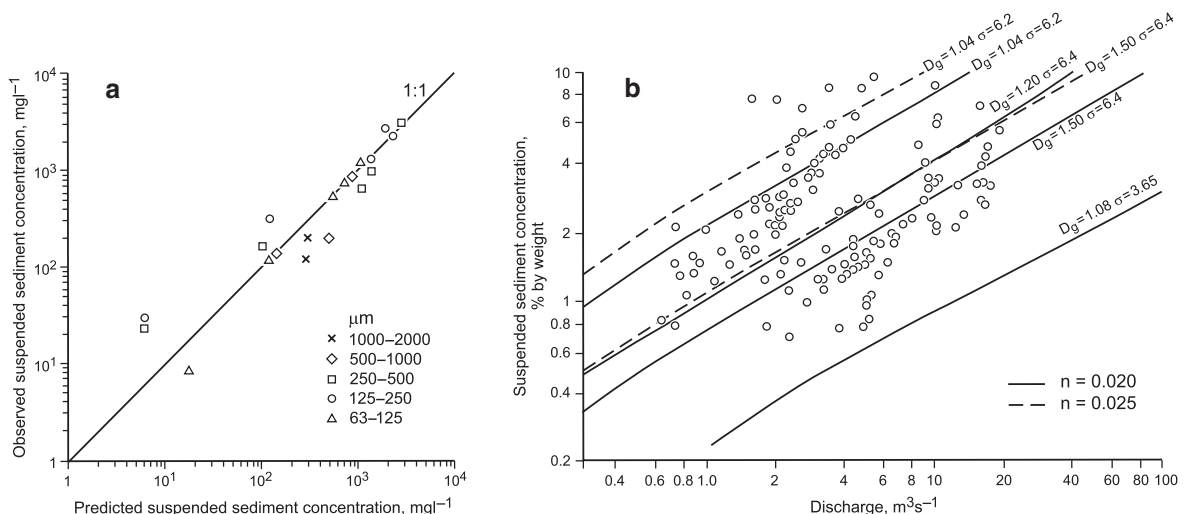 a
Observed suspended sediment concentration, mgl⁻¹
10⁴
10³
10²
10¹
1
1:1
µm
1000–2000
500–1000
250–500
125–250
63–125
1 10¹ 10² 10³ 10⁴
Predicted suspended sediment concentration, mgl⁻¹
b
Suspended sediment concentration,
% by weight
10
8
6
4
2
1
0.8
0.6
0.4
0.2
Dg=1.04 σ=6.2
Dg=1.04 σ=6.2
Dg=1.20 σ=6.4
Dg=1.50 σ=6.4
Dg=1.50 σ=6.4
Dg=1.08 σ=3.65
n = 0.020
n = 0.025
0.4 0.6 0.8 1.0 2 4 6 8 10 20 40 60 80 100
Discharge, m³s⁻¹